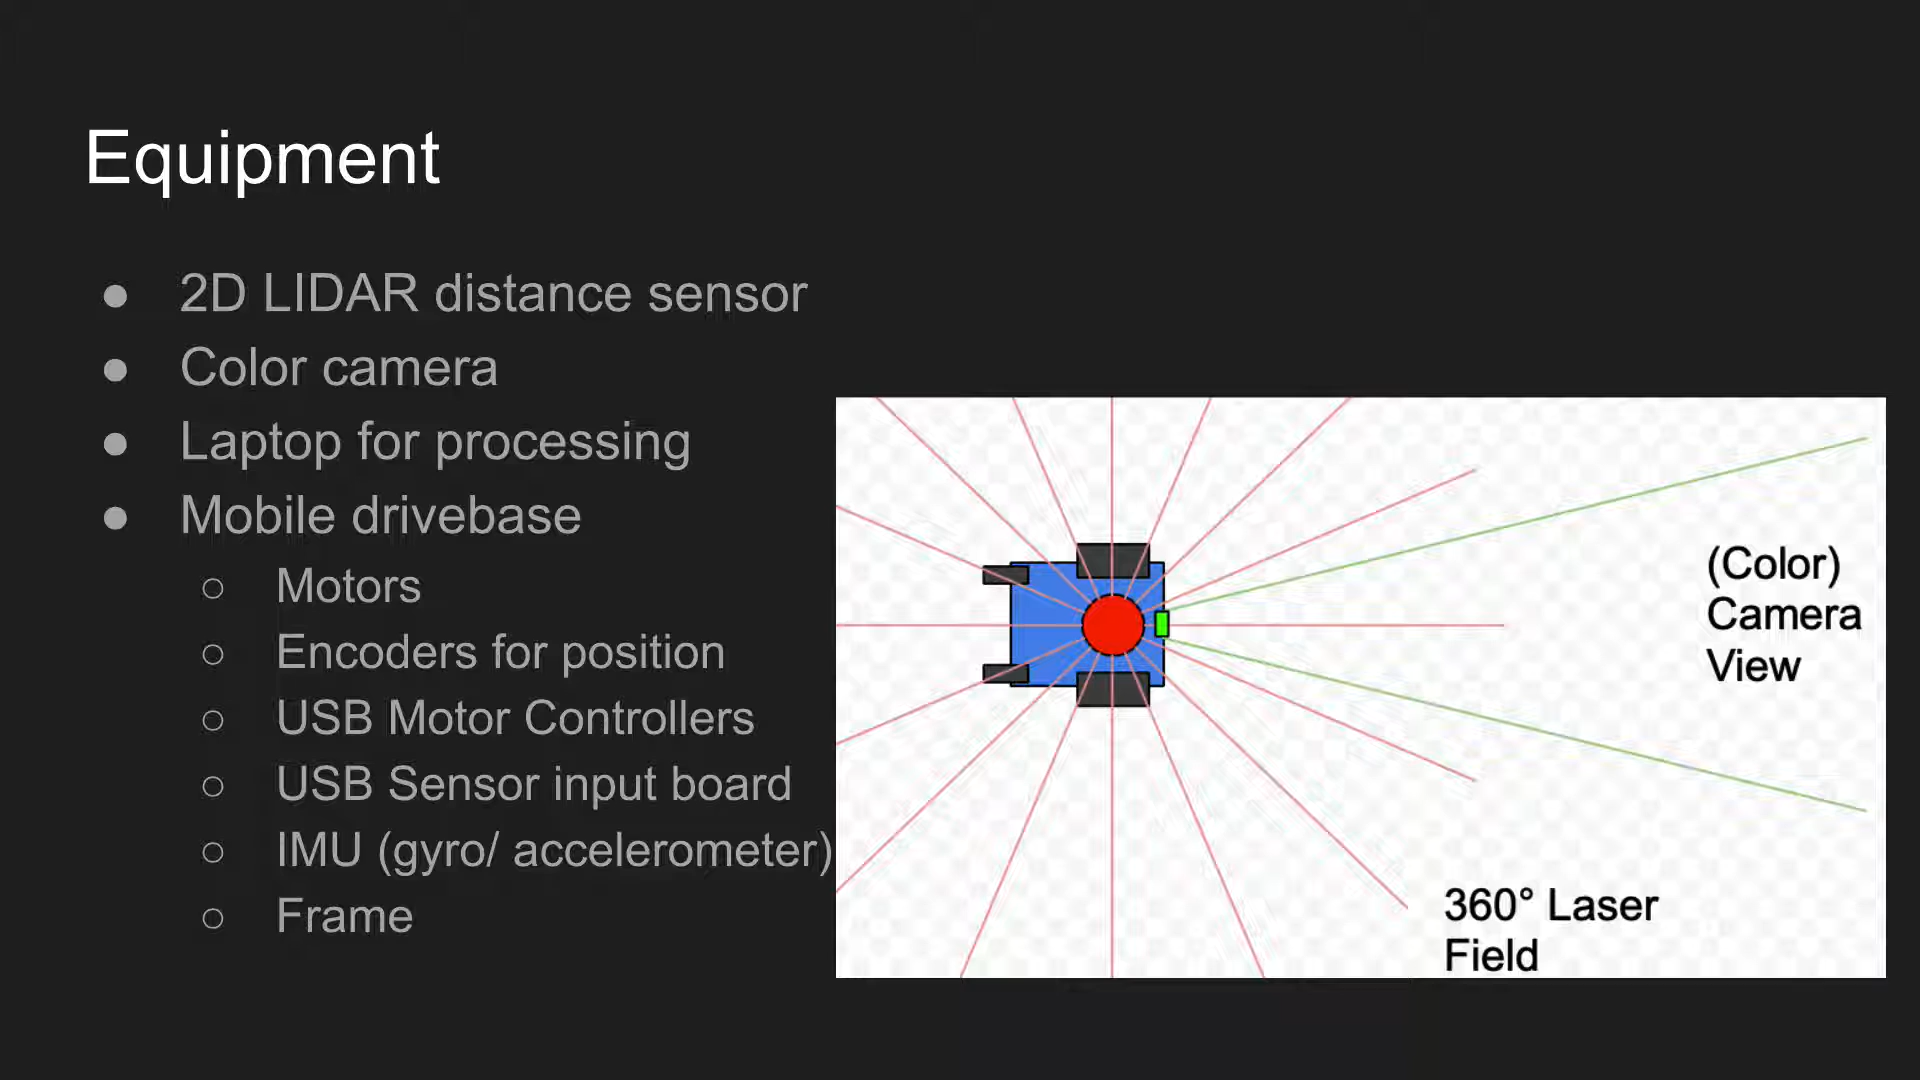 Equipment
● 2D LIDAR distance sensor
● Color camera
● Laptop for processing
● Mobile drivebase
○ Motors
○ Encoders for position
○ USB Motor Controllers
○ USB Sensor input board
○ IMU (gyro/ accelerometer)
○ Frame
(Color)
Camera
View
360° Laser
Field